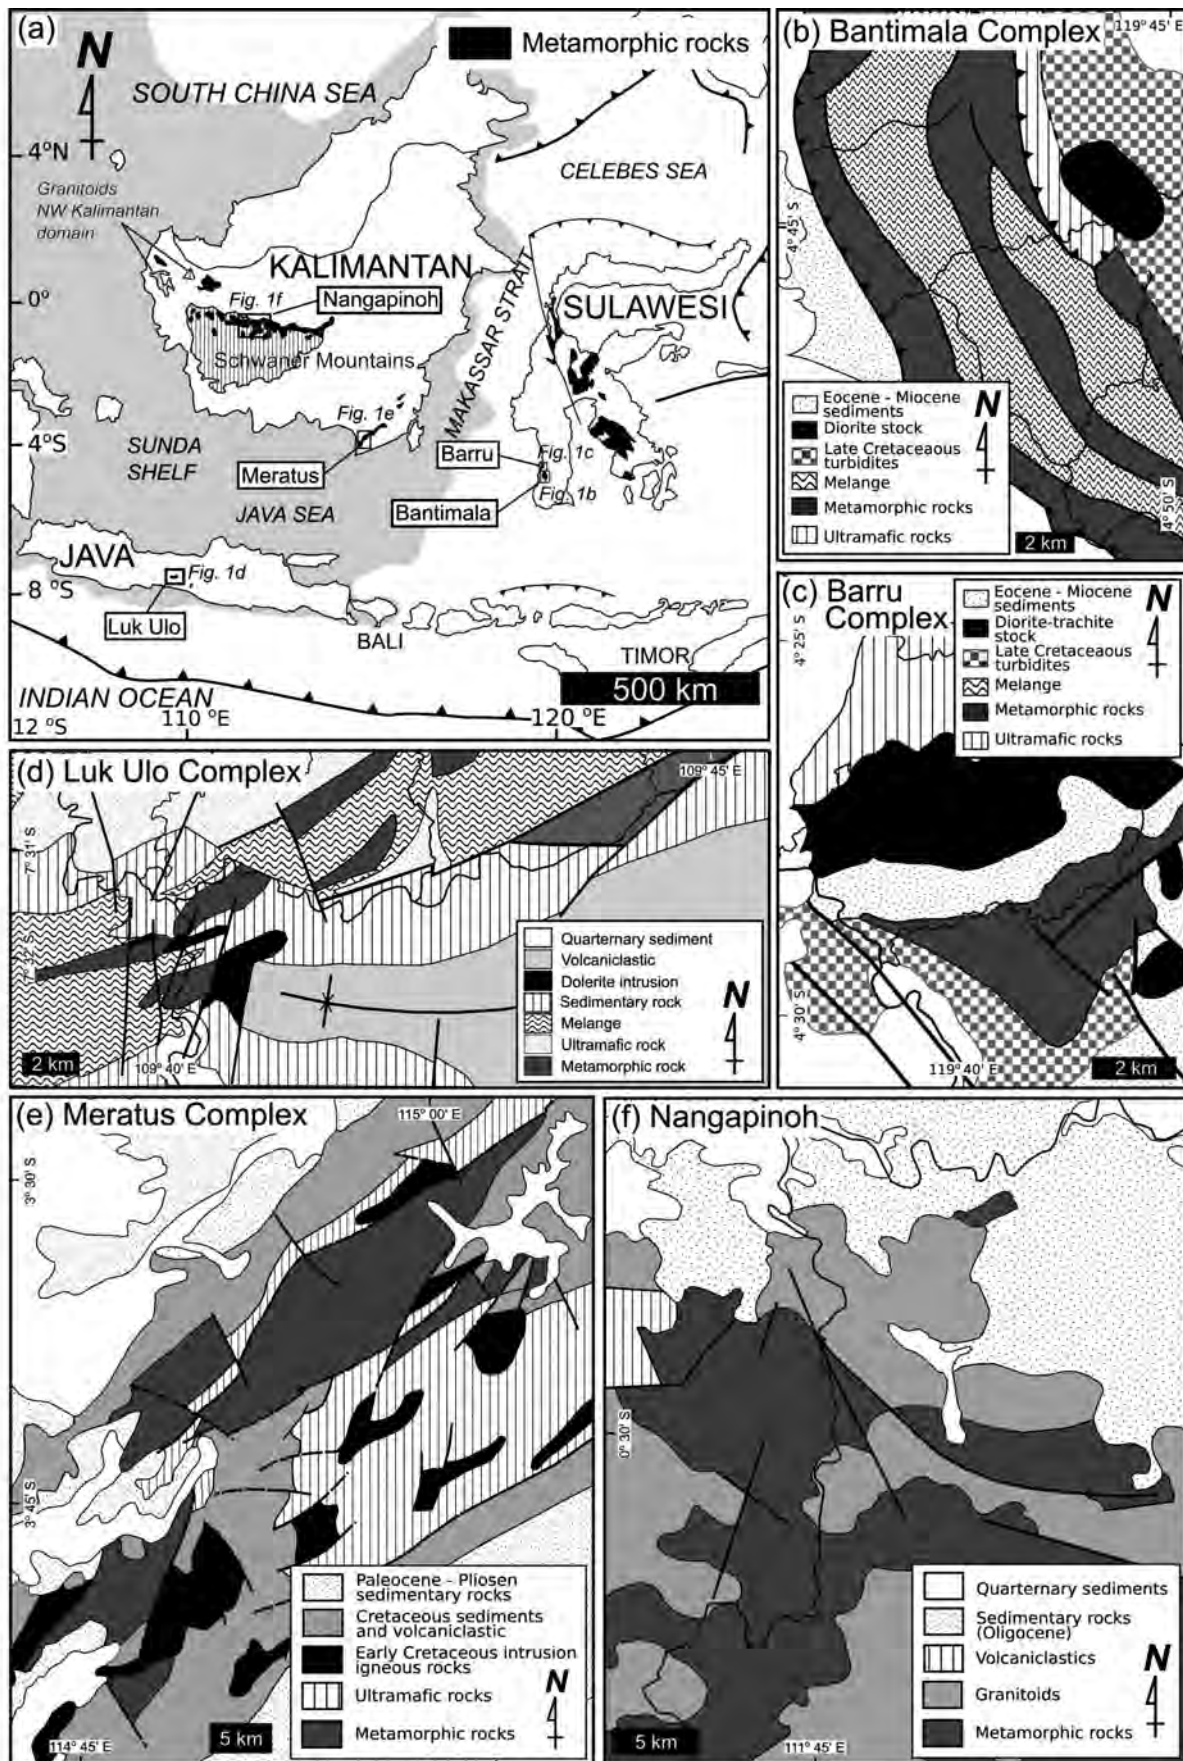 (a)
N
Metamorphic rocks
SOUTH CHINA SEA
4°N
Granitoids
NW Kalimantan
domain
CELEBES SEA
KALIMANTAN
Fig. 1f
Nangapinoh
0°
MAKASSAR STRAIT
SULAWESI
Schwaner Mountains
Fig. 1e
4°S
SUNDA
SHELF
Meratus
Barru
Fig. 1c
Bantimala
Fig. 1b
JAVA SEA
JAVA
Fig. 1d
8 °S
Luk Ulo
BALI
TIMOR
500 km
INDIAN OCEAN
12 °S
110 °E
120 °E
(b) Bantimala Complex
119° 45' E
4° 45' S
Eocene - Miocene
sediments
Diorite stock
Late Cretaceaous
turbidites
Melange
Metamorphic rocks
Ultramafic rocks
N
4° 50' S
2 km
(c) Barru
Complex
Eocene - Miocene
sediments
Diorite-trachite
stock
Late Cretaceaous
turbidites
Melange
Metamorphic rocks
Ultramafic rocks
N
4° 25' S
4° 30' S
119° 40' E
2 km
(d) Luk Ulo Complex
109° 45' E
7° 31' S
7° 32' S
Quarternary sediment
Volcaniclastic
Dolerite intrusion
Sedimentary rock
Melange
Ultramafic rock
Metamorphic rock
N
2 km
109° 40' E
(e) Meratus Complex
115° 00' E
3° 30' S
3° 45' S
Paleocene - Pliosen
sedimentary rocks
Cretaceous sediments
and volcaniclastic
Early Cretaceous intrusion
igneous rocks
Ultramafic rocks
Metamorphic rocks
N
5 km
114° 45' E
(f) Nangapinoh
0° 30' S
Quarternary sediments
Sedimentary rocks
(Oligocene)
Volcaniclastics
Granitoids
Metamorphic rocks
N
5 km
111° 45' E